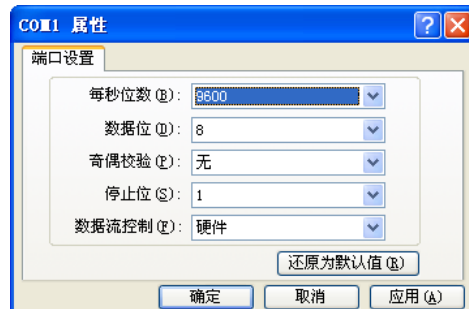 COM1 属性
端口设置
每秒位数(B): 9600
数据位(D): 8
奇偶校验(P): 无
停止位(S): 1
数据流控制(F): 硬件
还原为默认值(R)
确定 取消 应用(A)